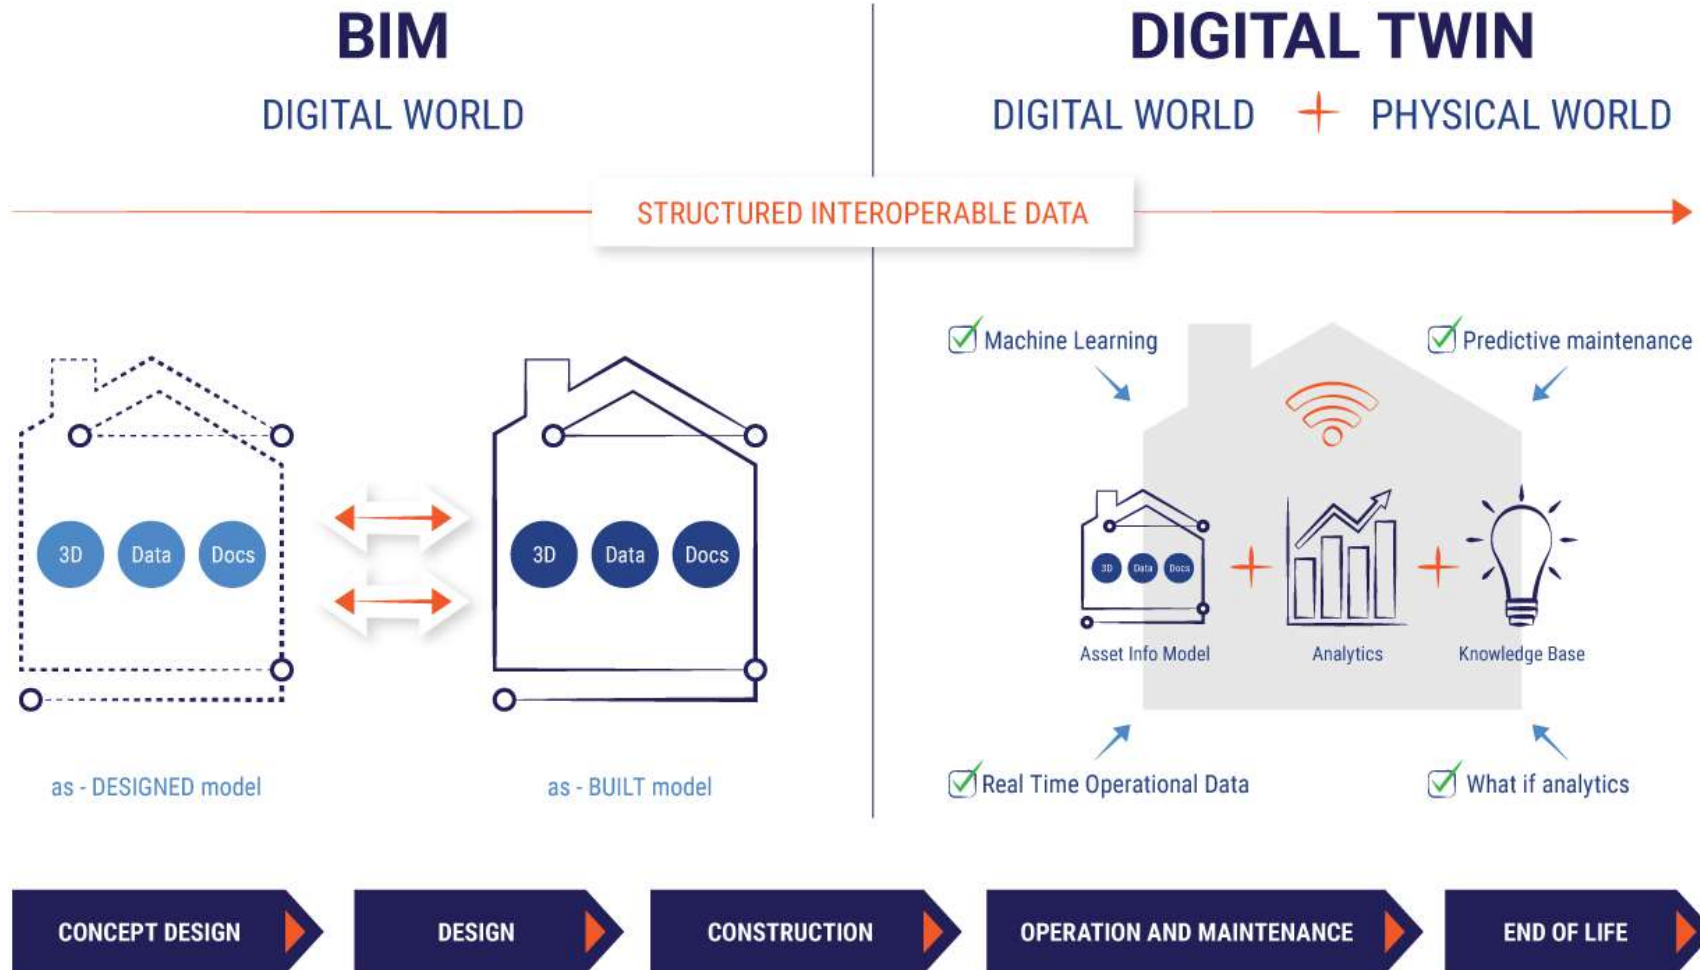 BIM
DIGITAL WORLD
DIGITAL TWIN
DIGITAL WORLD + PHYSICAL WORLD
STRUCTURED INTEROPERABLE DATA
3D Data Docs
as - DESIGNED model
3D Data Docs
as - BUILT model
Machine Learning
Predictive maintenance
3D Data Docs
Asset Info Model
+
Analytics
+
Knowledge Base
Real Time Operational Data
What if analytics
CONCEPT DESIGN
DESIGN
CONSTRUCTION
OPERATION AND MAINTENANCE
END OF LIFE